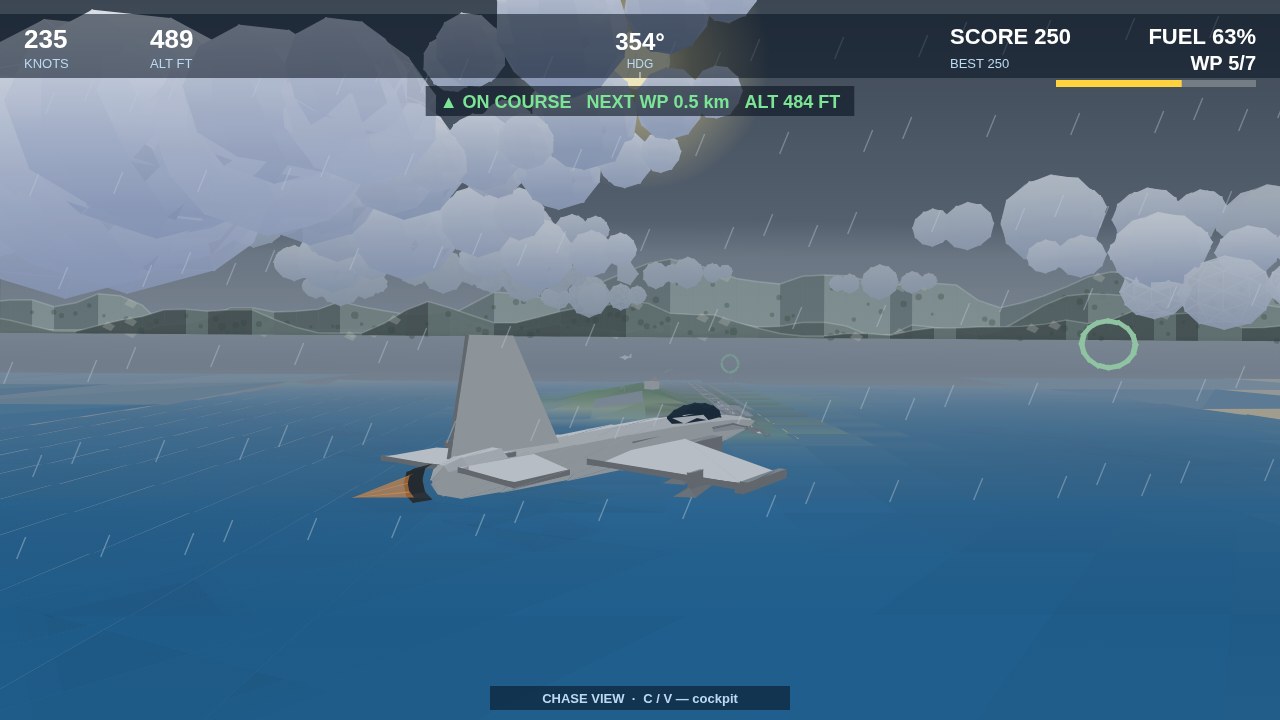 235
KNOTS
489
ALT FT
354°
HDG
SCORE 250
BEST 250
FUEL 63%
WP 5/7
▲ ON COURSE NEXT WP 0.5 km ALT 484 FT
CHASE VIEW · C / V — cockpit